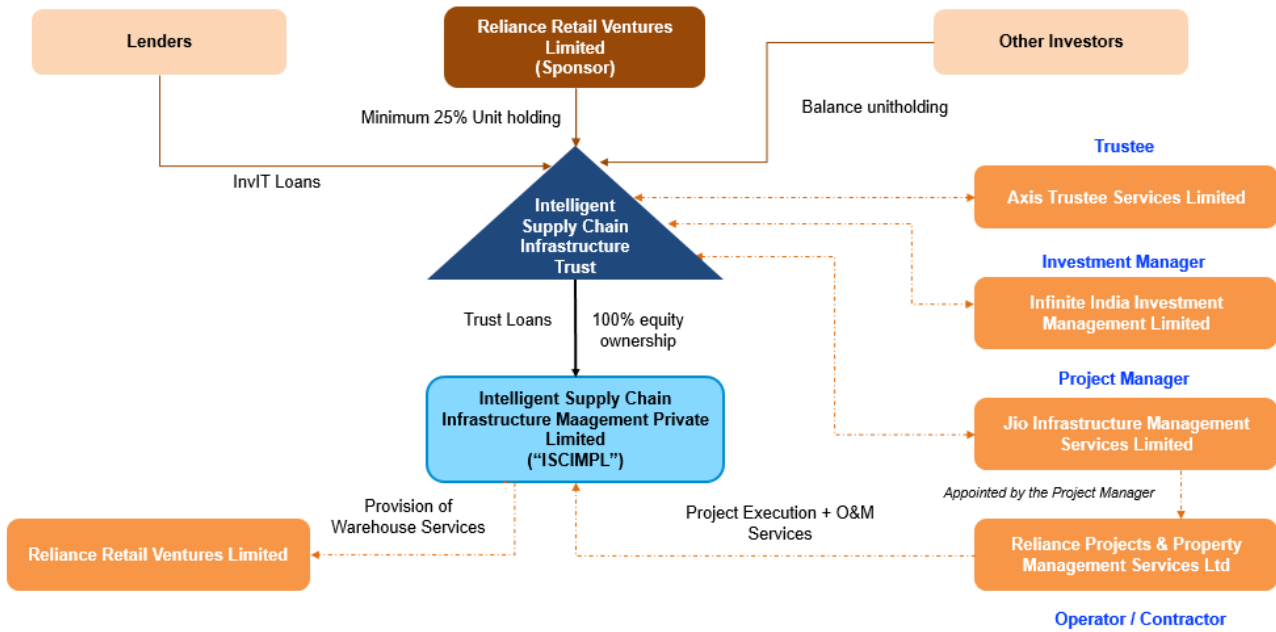 Lenders
Reliance Retail Ventures
Limited
(Sponsor)
Other Investors
Minimum 25% Unit holding
Balance unitholding
InvIT Loans
Trustee
Axis Trustee Services Limited
Intelligent
Supply Chain
Infrastructure
Trust
Investment Manager
Infinite India Investment
Management Limited
Trust Loans
100% equity
ownership
Project Manager
Jio Infrastructure Management
Services Limited
Intelligent Supply Chain
Infrastructure Maagement Private
Limited
(“ISCIMPL”)
Appointed by the Project Manager
Provision of
Warehouse Services
Project Execution + O&M
Services
Reliance Retail Ventures Limited
Reliance Projects & Property
Management Services Ltd
Operator / Contractor